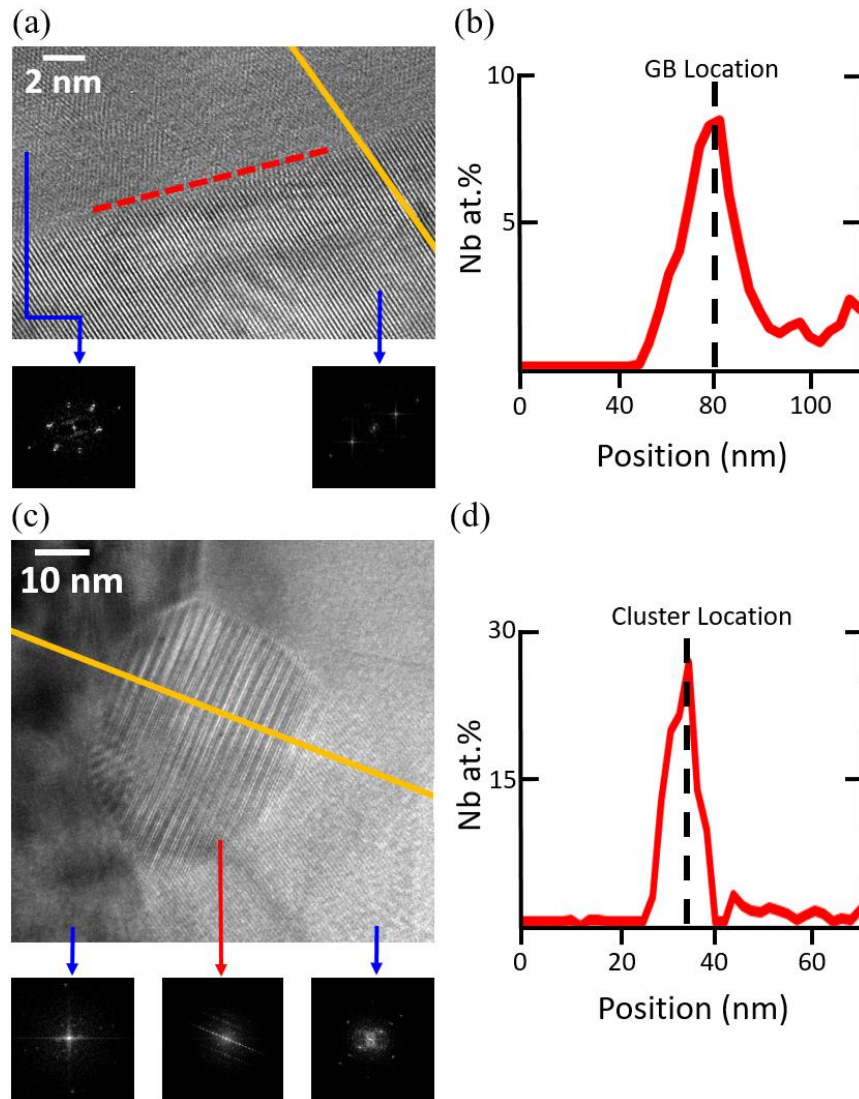 (a)
2 nm
(b)
10
5
Nb at.%
GB Location
0
40
80
100
Position (nm)
(c)
10 nm
(d)
30
15
Nb at.%
Cluster Location
0
20
40
60
Position (nm)